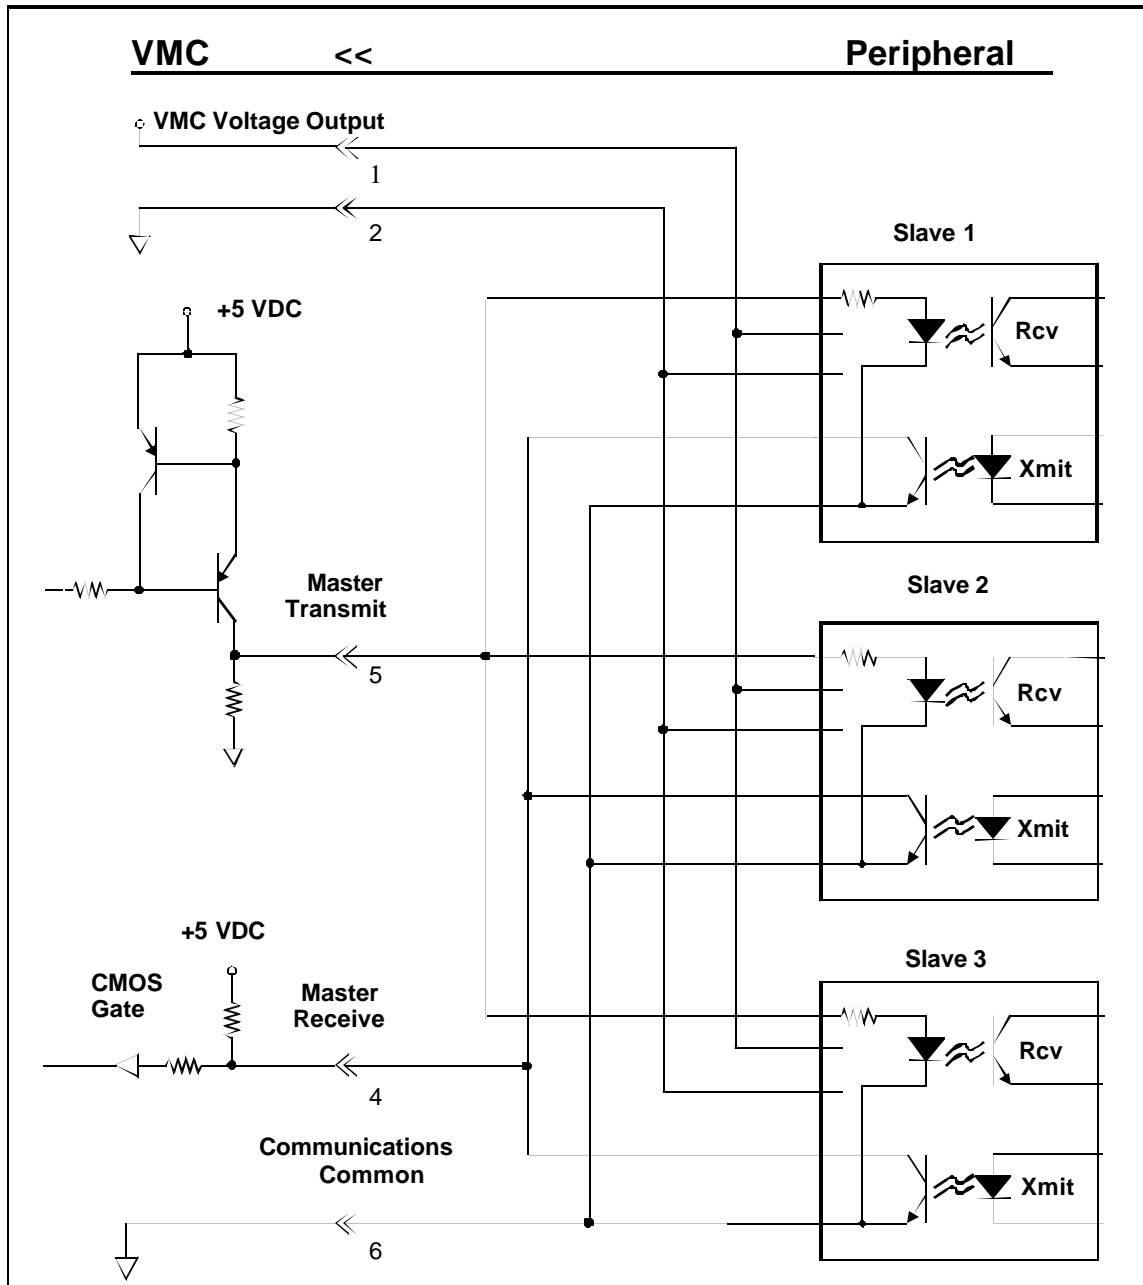 VMC << Peripheral
VMC Voltage Output
1
2
Slave 1
+5 VDC
Rcv
Xmit
Master
Transmit
5
Slave 2
Rcv
Xmit
+5 VDC
CMOS
Gate
Master
Receive
4
Slave 3
Rcv
Communications
Common
Xmit
6